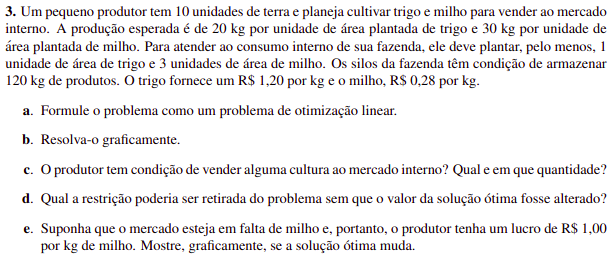 3. Um pequeno produtor tem 10 unidades de terra e planeja cultivar trigo e milho para vender ao mercado
interno. A produção esperada é de 20 kg por unidade de área plantada de trigo e 30 kg por unidade de
área plantada de milho. Para atender ao consumo interno de sua fazenda, ele deve plantar, pelo menos, 1
unidade de área de trigo e 3 unidades de área de milho. Os silos da fazenda têm condição de armazenar
120 kg de produtos. O trigo fornece um R$ 1,20 por kg e o milho, R$ 0,28 por kg.
a. Formule o problema como um problema de otimização linear.
b. Resolva-o graficamente.
c. O produtor tem condição de vender alguma cultura ao mercado interno? Qual e em que quantidade?
d. Qual a restrição poderia ser retirada do problema sem que o valor da solução ótima fosse alterado?
e. Suponha que o mercado esteja em falta de milho e, portanto, o produtor tenha um lucro de R$ 1,00
por kg de milho. Mostre, graficamente, se a solução ótima muda.